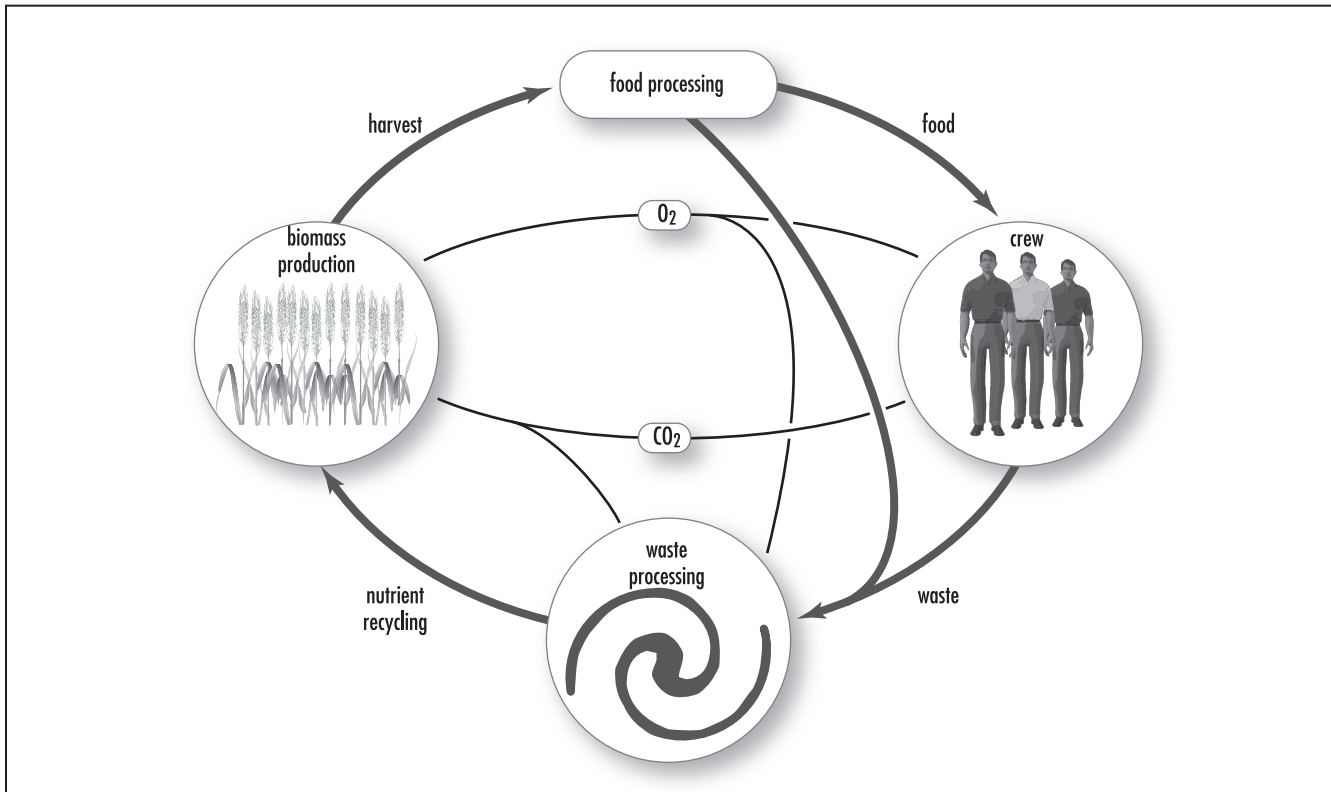 food processing
harvest
food
O₂
biomass
production
crew
CO₂
waste
processing
nutrient
recycling
waste